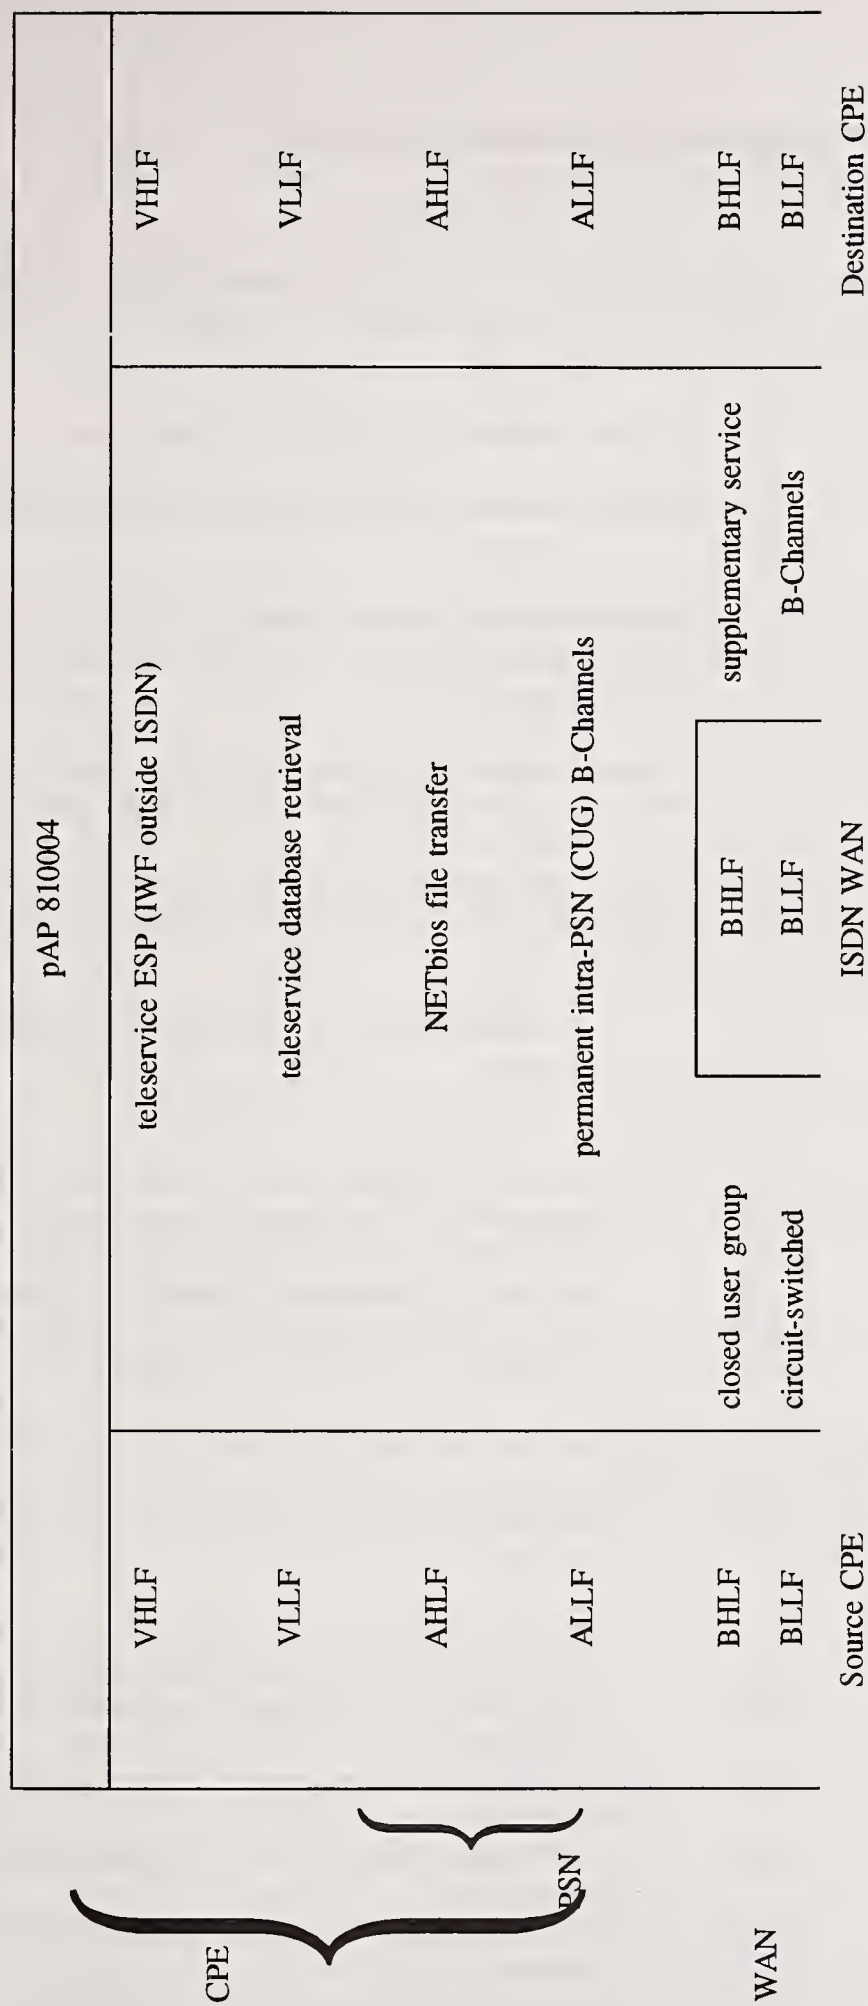 pAP 810004
VHLF teleservice ESP (IWF outside ISDN) VHLF
CPE
VLLF teleservice database retrieval VLLF
AHLF NETbios file transfer AHLF
PSN
ALLF permanent intra-PSN (CUG) B-Channels ALLF
BHLF closed user group BHLF supplementary service BHLF
WAN
BLLF circuit-switched BLLF B-Channels BLLF
Source CPE ISDN WAN Destination CPE